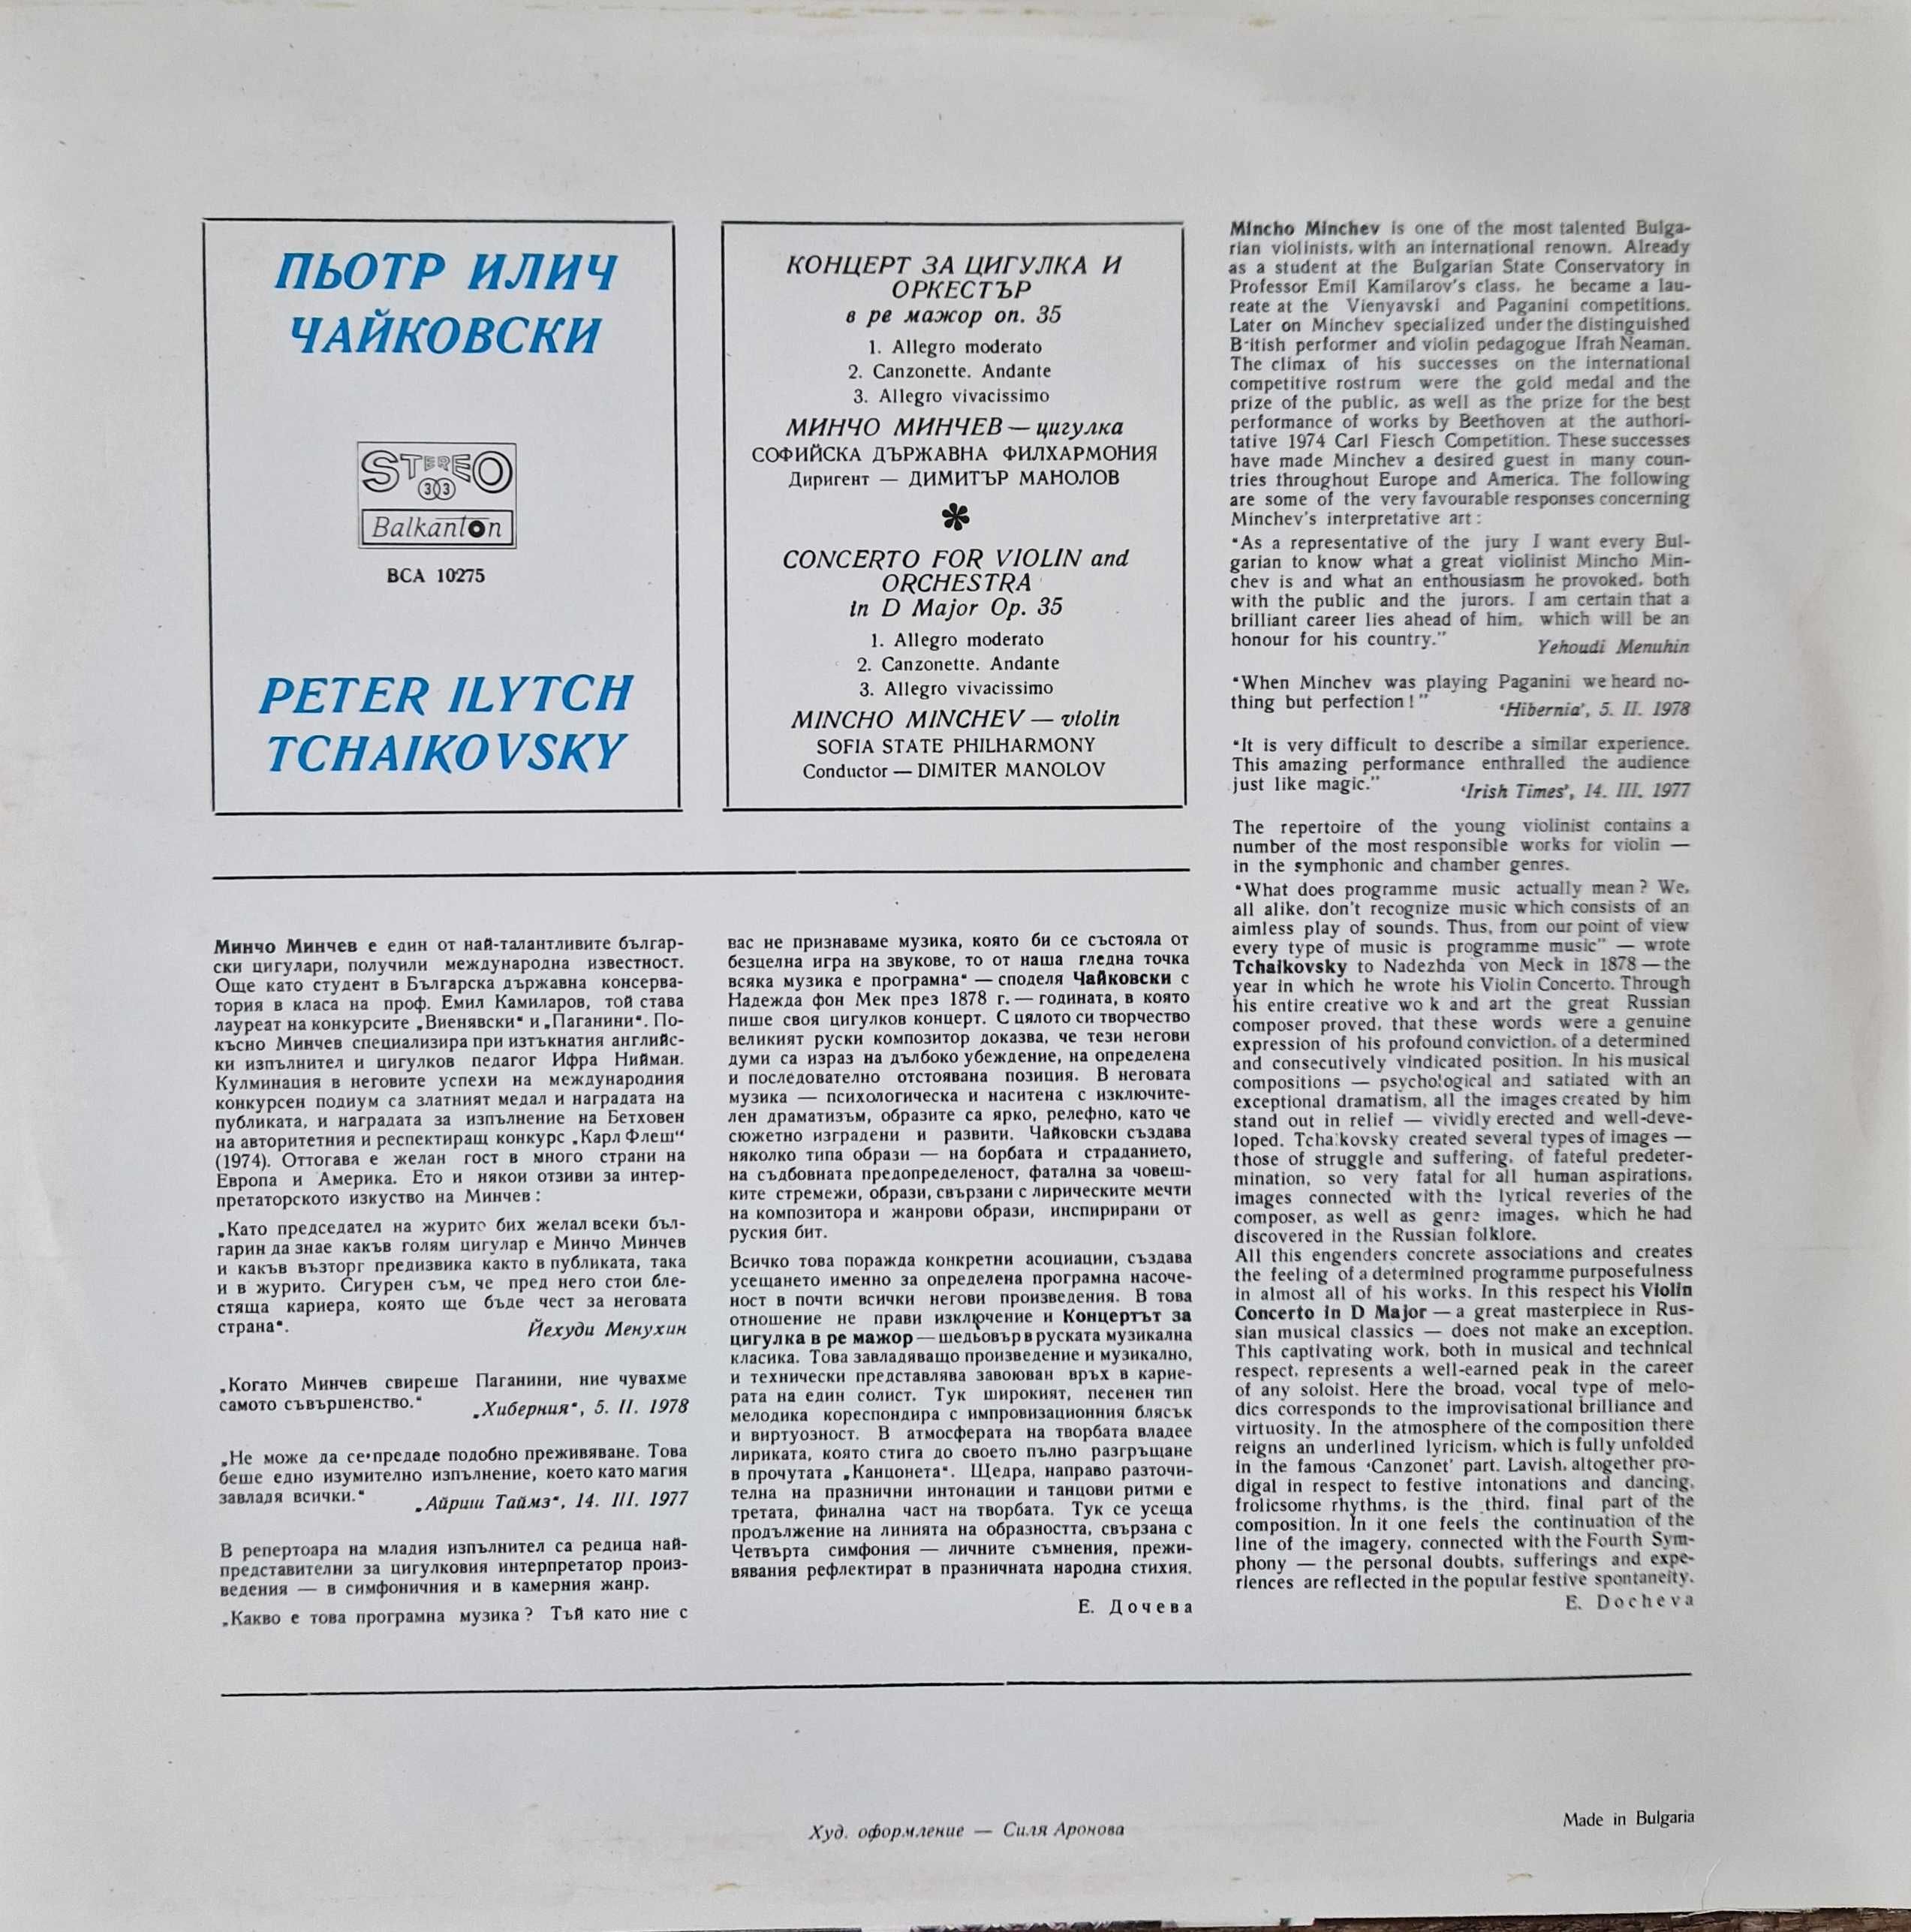 ПЬОТР ИЛИЧ
ЧАЙКОВСКИ
STEREO
33
Balkanton
BCA 10275
PETER ILYTCH
TCHAIKOVSKY
КОНЦЕРТ ЗА ЦИГУЛКА И
ОРКЕСТЪР
в ре мажор оп. 35
1. Allegro moderato
2. Canzonette. Andante
3. Allegro vivacissimo
МИНЧО МИНЧЕВ — цигулка
СОФИЙСКА ДЪРЖАВНА ФИЛХАРМОНИЯ
Диригент — ДИМИТЪР МАНОЛОВ
*
CONCERTO FOR VIOLIN and
ORCHESTRA
in D Major Op. 35
1. Allegro moderato
2. Canzonette. Andante
3. Allegro vivacissimo
MINCHO MINCHEV — violin
SOFIA STATE PHILHARMONY
Conductor — DIMITER MANOLOV
Минчо Минчев е един от най-талантливите българ-
ски цигулари, получили международна известност.
Още като студент в Българска държавна консерва-
тория в класа на проф. Емил Камиларов, той става
лауреат на конкурсите „Виенявски“ и „Паганини“. По-
късно Минчев специализира при изтъкнатия английс-
ки изпълнител и цигулков педагог Ифра Нийман.
Кулминация в неговите успехи на международния
конкурсен подиум са златният медал и наградата на
публиката, и наградата за изпълнение на Бетховен
на авторитетния и респектиращ конкурс „Карл Флеш“
(1974). Оттогава е желан гост в много страни на
Европа и Америка. Ето и някои отзиви за интер-
претаторското изкуство на Минчев :
„Като председател на журито бих желал всеки бъл-
гарин да знае какъв голям цигулар е Минчо Минчев
и какъв възторг предизвика както в публиката, така
и в журито. Сигурен съм, че пред него стои бле-
стяща кариера, която ще бъде чест за неговата
страна“.
Йехуди Менухин
„Когато Минчев свиреше Паганини, ние чувахме
самото съвършенство.“
„Хиберния“, 5. II. 1978
„Не може да се предаде подобно преживяване. Това
беше едно изумително изпълнение, което като магия
завладя всички.“
„Айриш Таймз“, 14. III. 1977
В репертоара на младия изпълнител са редица най-
представителни за цигулковия интерпретатор произ-
ведения — в симфоничния и в камерния жанр.
„Какво е това програмна музика ? Тъй като ние с
вас не признаваме музика, която би се състояла от
безцелна игра на звукове, то от наша гледна точка
всяка музика е програмна“ — споделя Чайковски с
Надежда фон Мек през 1878 г. — годината, в която
пише своя цигулков концерт. С цялото си творчество
великият руски композитор доказва, че тези негови
думи са израз на дълбоко убеждение, на определена
и последователно отстоявана позиция. В неговата
музика — психологическа и наситена с изключите-
лен драматизъм, образите са ярко, релефно, като че
сюжетно изградени и развити. Чайковски създава
няколко типа образи — на борбата и страданието,
на съдбовната предопределеност, фатална за човеш-
ките стремежи, образи, свързани с лирическите мечти
на композитора и жанрови образи, инспирирани от
руския бит.
Всичко това поражда конкретни асоциации, създава
усещането именно за определена програмна насоче-
ност в почти всички негови произведения. В това
отношение не прави изключение и Концертът за
цигулка в ре мажор — шедьовър в руската музикална
класика. Това завладяващо произведение и музикално,
и технически представлява завоюван връх в карие-
рата на един солист. Тук широкият, песенен тип
мелодика кореспондира с импровизационния блясък
и виртуозност. В атмосферата на творбата владее
лириката, която стига до своето пълно разгръщане
в прочутата „Канцонета“. Щедра, направо разточи-
телна на празнични интонации и танцови ритми е
третата, финална част на творбата. Тук се усеща
продължение на линията на образността, свързана с
Четвърта симфония — личните съмнения, прежи-
вявания рефлектират в празничната народна стихия.
Е. Дочева
Mincho Minchev is one of the most talented Bulga-
rian violinists, with an international renown. Already
as a student at the Bulgarian State Conservatory in
Professor Emil Kamilarov's class, he became a lau-
reate at the Vienyavski and Paganini competitions.
Later on Minchev specialized under the distinguished
British performer and violin pedagogue Ifrah Neaman.
The climax of his successes on the international
competitive rostrum were the gold medal and the
prize of the public, as well as the prize for the best
performance of works by Beethoven at the authori-
tative 1974 Carl Flesch Competition. These successes
have made Minchev a desired guest in many coun-
tries throughout Europe and America. The following
are some of the very favourable responses concerning
Minchev's interpretative art :
“As a representative of the jury I want every Bul-
garian to know what a great violinist Mincho Min-
chev is and what an enthousiasm he provoked, both
with the public and the jurors. I am certain that a
brilliant career lies ahead of him, which will be an
honour for his country.”
Yehoudi Menuhin
“When Minchev was playing Paganini we heard no-
thing but perfection ! ”
‘Hibernia’, 5. II. 1978
“It is very difficult to describe a similar experience.
This amazing performance enthralled the audience
just like magic.”
‘Irish Times’, 14. III. 1977
The repertoire of the young violinist contains a
number of the most responsible works for violin —
in the symphonic and chamber genres.
“What does programme music actually mean ? We,
all alike, don't recognize music which consists of an
aimless play of sounds. Thus, from our point of view
every type of music is programme music” — wrote
Tchaikovsky to Nadezhda von Meck in 1878 — the
year in which he wrote his Violin Concerto. Through
his entire creative wo k and art the great Russian
composer proved, that these words were a genuine
expression of his profound conviction, of a determined
and consecutively vindicated position. In his musical
compositions — psychological and satiated with an
exceptional dramatism, all the images created by him
stand out in relief — vividly erected and well-deve-
loped. Tchaikovsky created several types of images —
those of struggle and suffering, of fateful predeter-
mination, so very fatal for all human aspirations,
images connected with the lyrical reveries of the
composer, as well as genre images, which he had
discovered in the Russian folklore.
All this engenders concrete associations and creates
the feeling of a determined programme purposefulness
in almost all of his works. In this respect his Violin
Concerto in D Major — a great masterpiece in Rus-
sian musical classics — does not make an exception.
This captivating work, both in musical and technical
respect, represents a well-earned peak in the career
of any soloist. Here the broad, vocal type of melo-
dics corresponds to the improvisational brilliance and
virtuosity. In the atmosphere of the composition there
reigns an underlined lyricism, which is fully unfolded
in the famous ‘Canzonet’ part. Lavish, altogether pro-
digal in respect to festive intonations and dancing,
frolicsome rhythms, is the third, final part of the
composition. In it one feels the continuation of the
line of the imagery, connected with the Fourth Sym-
phony — the personal doubts, sufferings and expe-
riences are reflected in the popular festive spontaneity.
E. Docheva
Худ. оформление — Силя Аронова
Made in Bulgaria